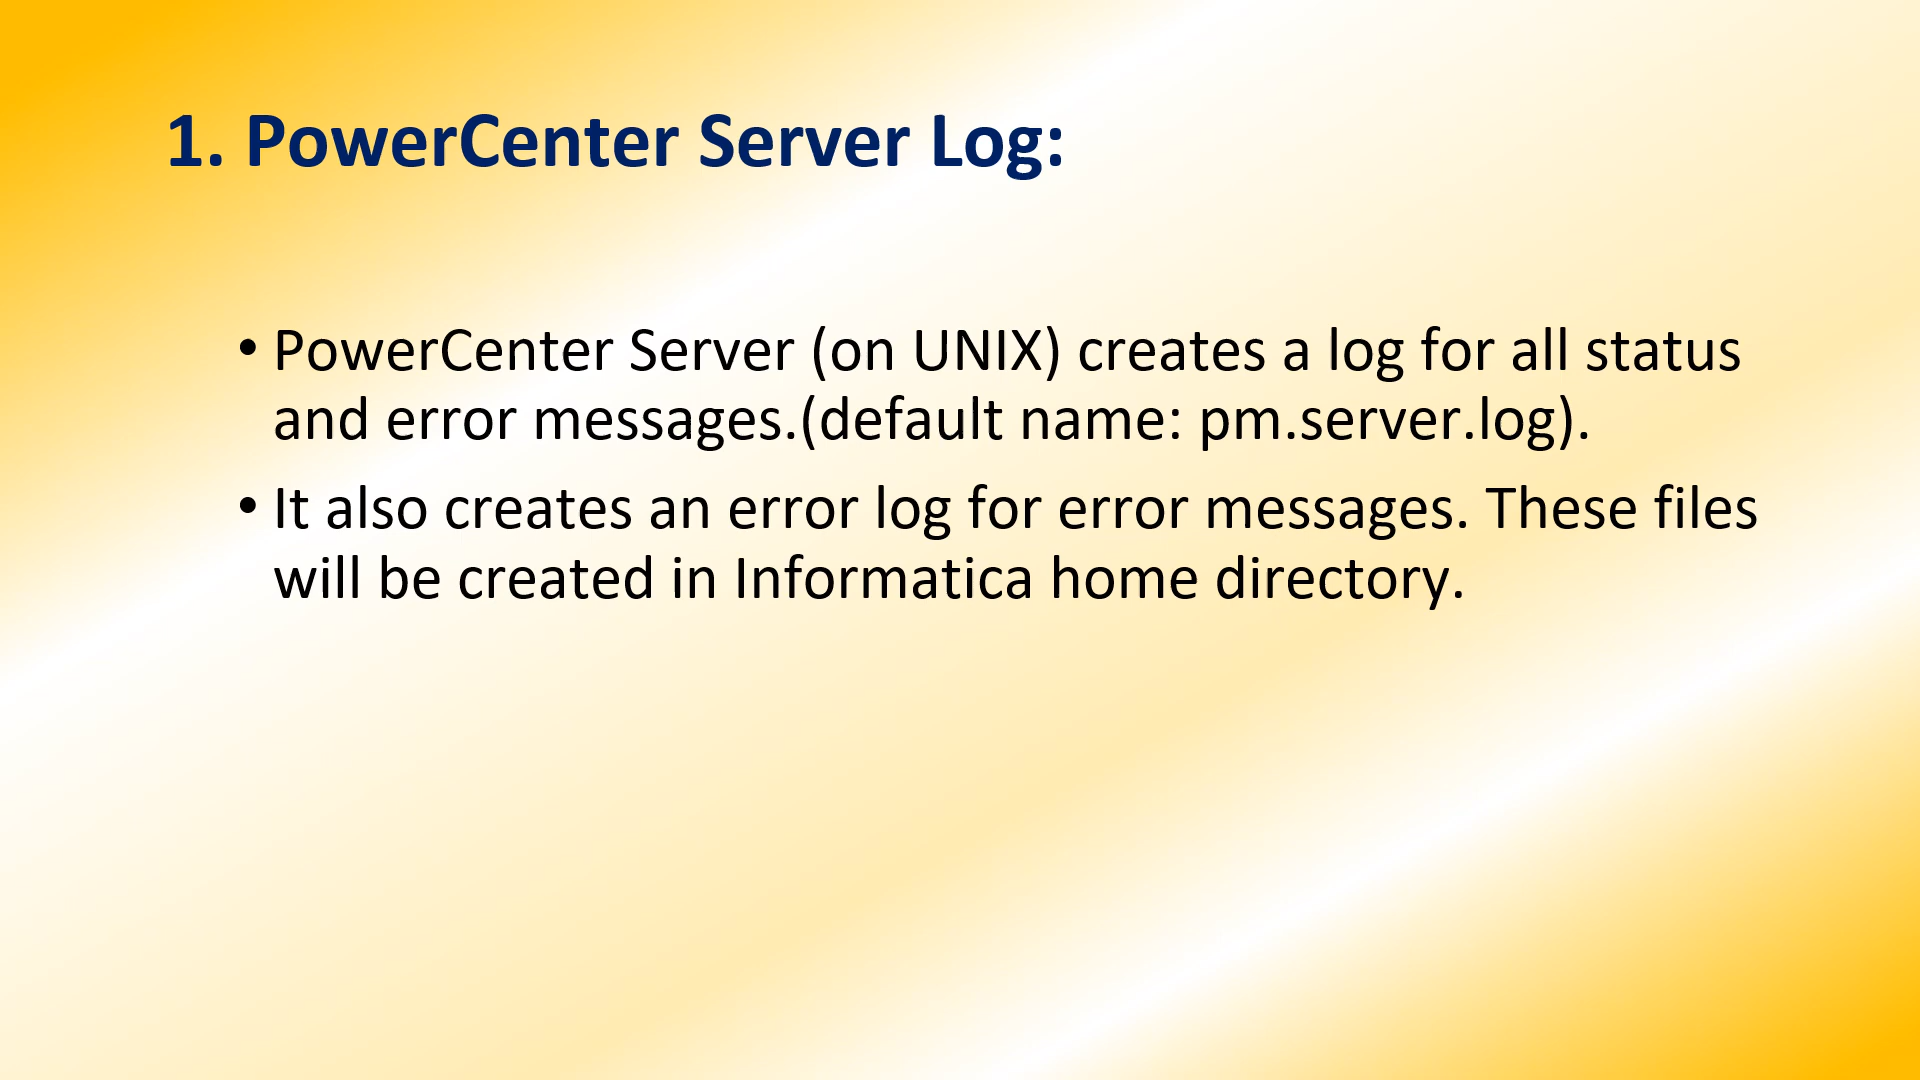 1. PowerCenter Server Log:
• PowerCenter Server (on UNIX) creates a log for all status
and error messages.(default name: pm.server.log).
• It also creates an error log for error messages. These files
will be created in Informatica home directory.